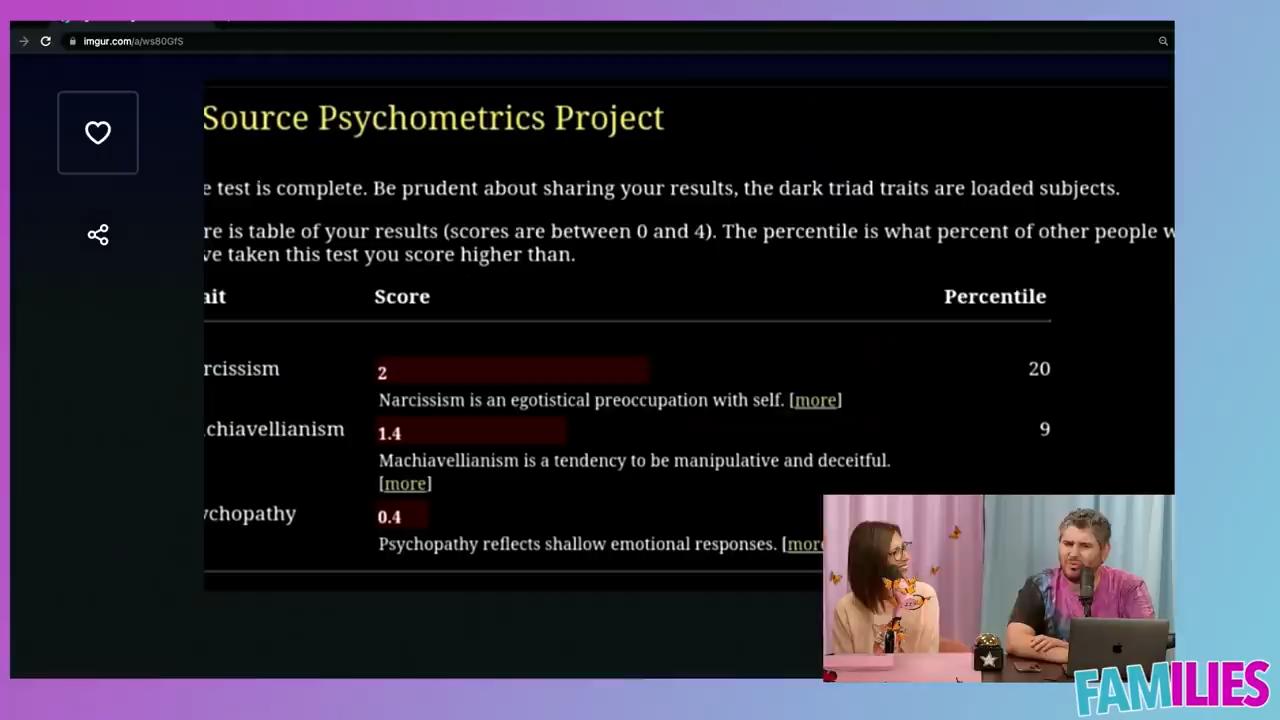 imgur.com/a/ws80GfS
Source Psychometrics Project
e test is complete. Be prudent about sharing your results, the dark triad traits are loaded subjects.
re is table of your results (scores are between 0 and 4). The percentile is what percent of other people w
ve taken this test you score higher than.
ait Score Percentile
rcissism 2 20
Narcissism is an egotistical preoccupation with self. [more]
chiavellianism 1.4 9
Machiavellianism is a tendency to be manipulative and deceitful.
[more]
ychopathy 0.4
Psychopathy reflects shallow emotional responses. [more
FAMILIES